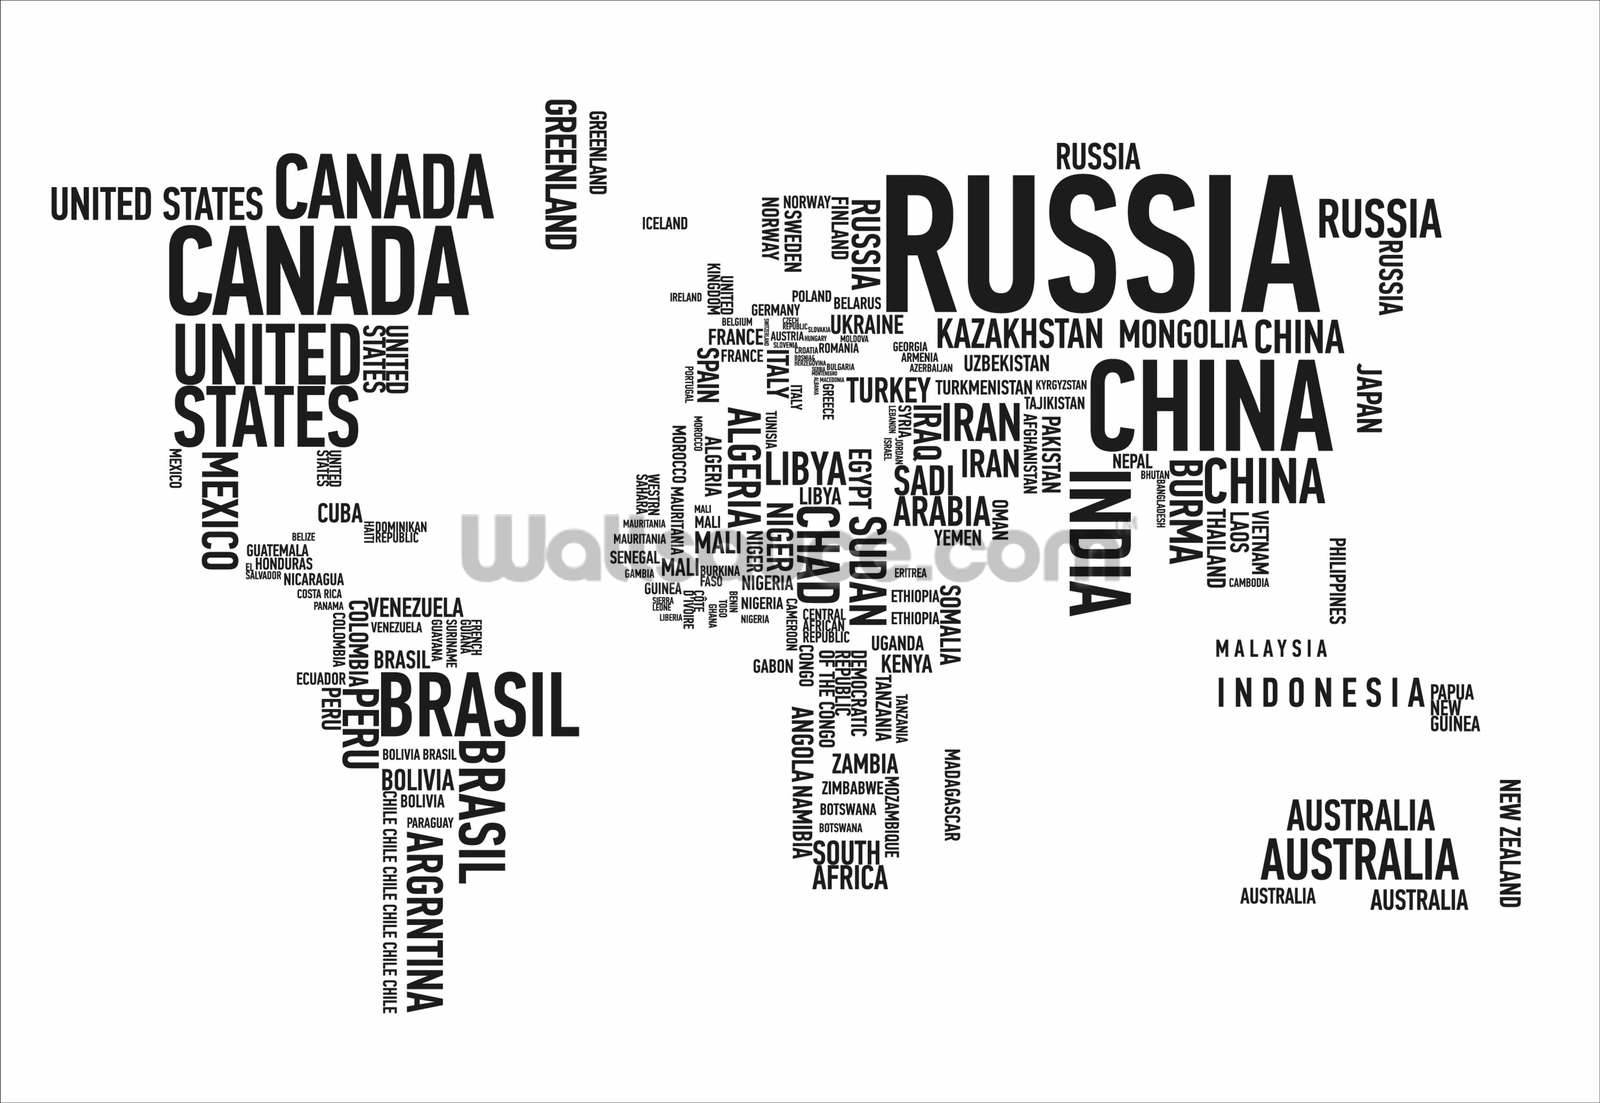 GREENLAND
GREENLAND
UNITED STATES
CANADA
CANADA
UNITED
STATES
UNITED
STATES
MEXICO
MEXICO
UNITED
STATES
CUBA
HAITI
DOMINIKAN
REPUBLIC
BELIZE
GUATEMALA
HONDURAS
EL
SALVADOR
NICARAGUA
COSTA RICA
PANAMA
VENEZUELA
VENEZUELA
COLOMBIA
COLOMBIA
GUAYANA
SURINAME
FRENCH
GUIANA
BRASIL
ECUADOR
PERU
PERU
BRASIL
BOLIVIA BRASIL
BOLIVIA
BOLIVIA
BRASIL
PARAGUAY
CHILE CHILE CHILE CHILE CHILE CHILE
ARGRNTINA
ICELAND
NORWAY
NORWAY
SWEDEN
FINLAND
RUSSIA
RUSSIA
RUSSIA
RUSSIA
RUSSIA
IRELAND
UNITED
KINGDOM
POLAND
BELARUS
GERMANY
BELGIUM
SWITZERLAND
CZECH
REPUBLIC
SLOVAKIA
UKRAINE
FRANCE
FRANCE
AUSTRIA
HUNGARY
MOLDOVA
SLOVENIA
CROATIA
ROMANIA
BULGARIA
MONTENEGRO
MACEDONIA
ALBANIA
SPAIN
PORTUGAL
ITALY
ITALY
GREECE
KAZAKHSTAN
MONGOLIA
CHINA
GEORGIA
ARMENIA
AZERBAIJAN
UZBEKISTAN
TURKEY
TURKMENISTAN
KYRGYZSTAN
TAJIKISTAN
CHINA
CHINA
JAPAN
LEBANON
SYRIA
ISRAEL
JORDAN
IRAQ
IRAN
IRAN
AFGHANISTAN
PAKISTAN
NEPAL
BHUTAN
BANGLADESH
INDIA
BURMA
THAILAND
LAOS
VIETNAM
CAMBODIA
PHILIPPINES
MALAYSIA
INDONESIA
PAPUA
NEW
GUINEA
SADI
ARABIA
OMAN
YEMEN
MOROCCO
MOROCCO
ALGERIA
ALGERIA
TUNISIA
LIBYA
LIBYA
EGYPT
WESTRN
SAHARA
MAURITANIA
MAURITANIA
MAURITANIA
MALI
MALI
MALI
MALI
NIGER
NIGER
CHAD
SUDAN
SENEGAL
GAMBIA
GUINEA
SIERRA
LEONE
LIBERIA
BURKINA
FASO
CÔTE
D'IVOIRE
GHANA
TOGO
BENIN
NIGERIA
NIGERIA
NIGERIA
CAMEROON
CENTRAL
AFRICAN
REPUBLIC
ERITREA
ETHIOPIA
ETHIOPIA
SOMALIA
UGANDA
KENYA
GABON
CONGO
DEMOCRATIC
REPUBLIC
OF THE CONGO
TANZANIA
TANZANIA
ANGOLA
NAMIBIA
ZAMBIA
ZIMBABWE
BOTSWANA
BOTSWANA
MOZAMBIQUE
MADAGASCAR
SOUTH
AFRICA
AUSTRALIA
AUSTRALIA
AUSTRALIA
AUSTRALIA
NEW ZEALAND
Wallsauce.com